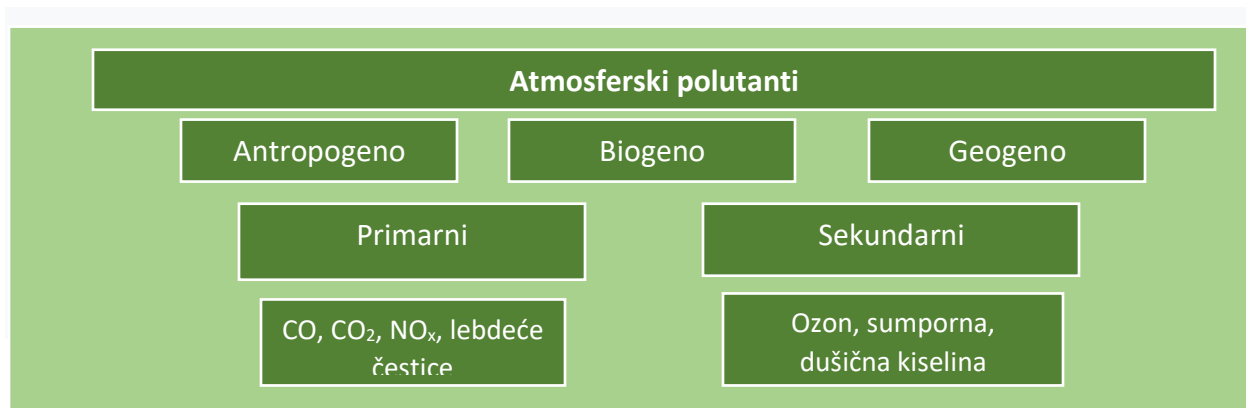 Atmosferski polutanti
Antropogeno
Biogeno
Geogeno
Primarni
Sekundarni
CO, CO₂, NOₓ, lebdeće
čestice
Ozon, sumporna,
dušična kiselina